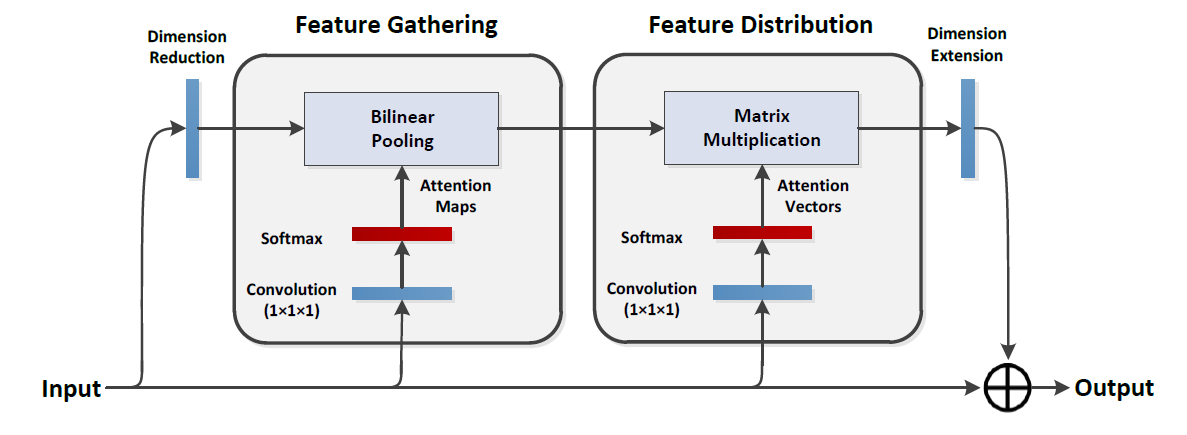 Feature Gathering
Feature Distribution
Dimension
Reduction
Dimension
Extension
Bilinear
Pooling
Matrix
Multiplication
Attention
Maps
Attention
Vectors
Softmax
Softmax
Convolution
(1×1×1)
Convolution
(1×1×1)
Input
Output